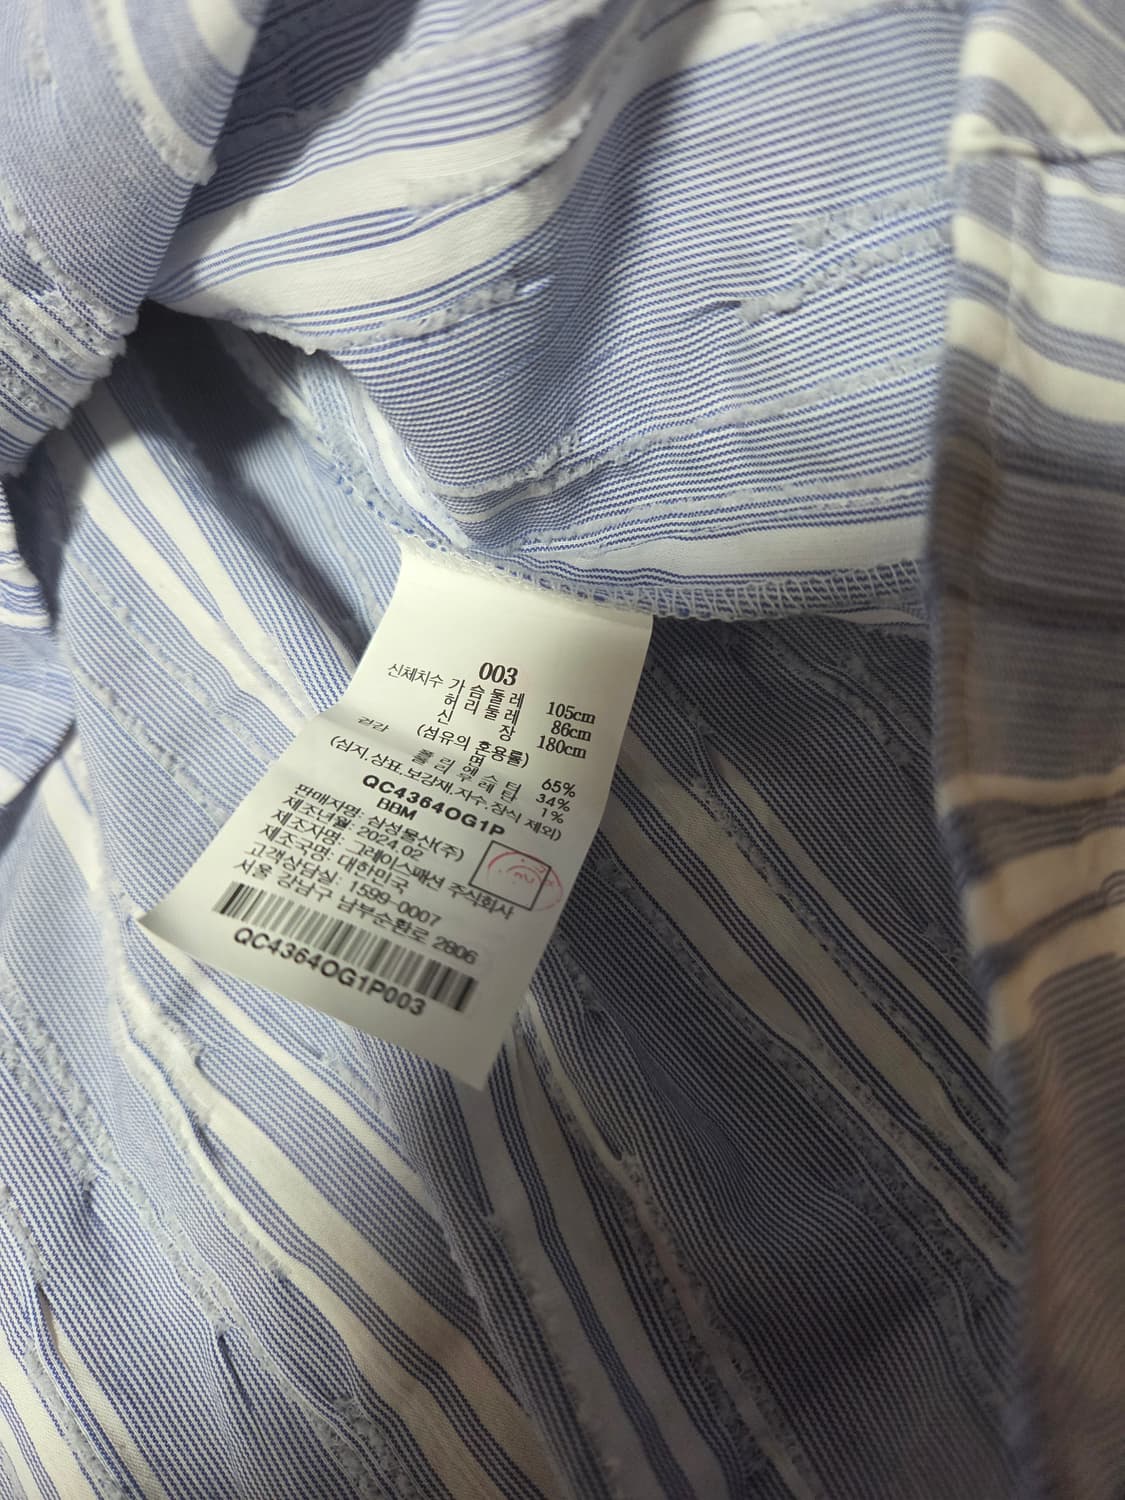 003
신체치수 가슴둘레 105cm
허리둘레 86cm
신장 180cm
겉감 (섬유의 혼용률)
면 65%
폴리에스터 34%
폴리우레탄 1%
(심지.상표.보강재.자수.장식 제외)
QC4364OG1P
BBM
판매자명: 삼성물산(주)
제조년월: 2024.02
제조자명: 그레이스패션 주식회사
제조국명: 대한민국
고객상담실: 1599-0007
서울 강남구 남부순환로 2806
QC4364OG1P003